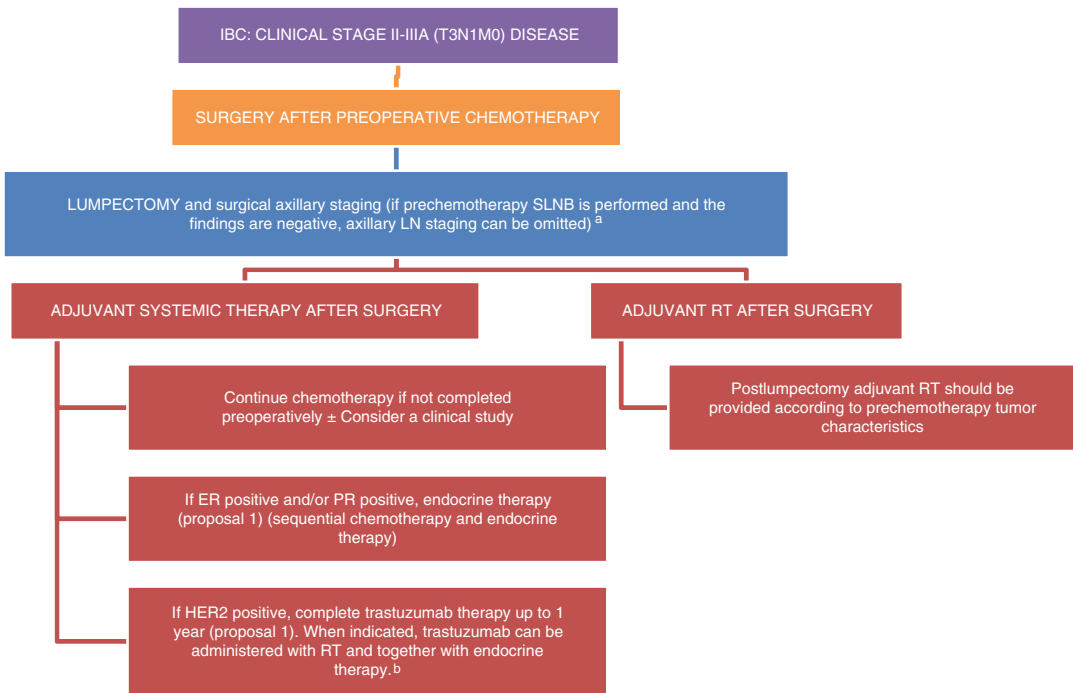 IBC: CLINICAL STAGE II-IIIA (T3N1M0) DISEASE
SURGERY AFTER PREOPERATIVE CHEMOTHERAPY
LUMPECTOMY and surgical axillary staging (if prechemotherapy SLNB is performed and the
findings are negative, axillary LN staging can be omitted) a
ADJUVANT SYSTEMIC THERAPY AFTER SURGERY
Continue chemotherapy if not completed
preoperatively ± Consider a clinical study
If ER positive and/or PR positive, endocrine therapy
(proposal 1) (sequential chemotherapy and endocrine
therapy)
If HER2 positive, complete trastuzumab therapy up to 1
year (proposal 1). When indicated, trastuzumab can be
administered with RT and together with endocrine
therapy. b
ADJUVANT RT AFTER SURGERY
Postlumpectomy adjuvant RT should be
provided according to prechemotherapy tumor
characteristics